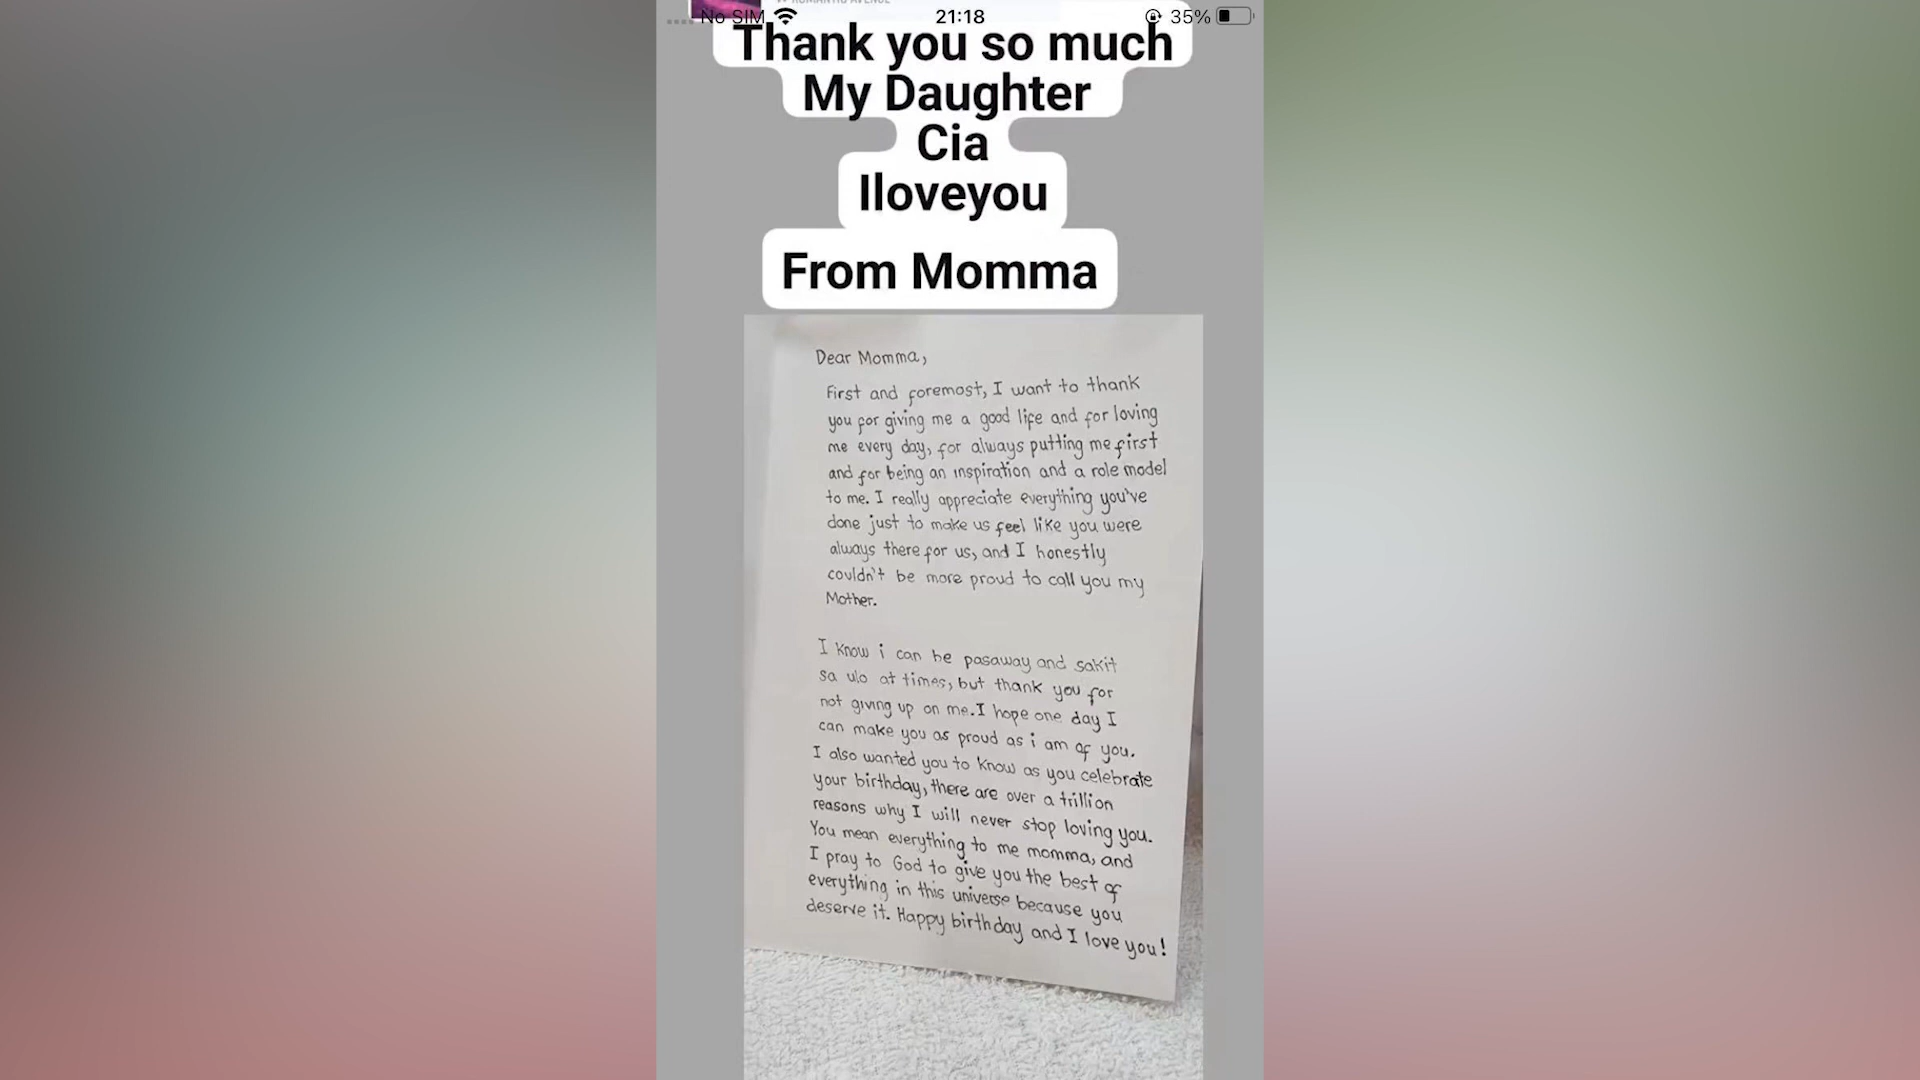 No SIM
21:18
35%
Thank you so much
My Daughter
Cia
Iloveyou
From Momma
Dear Momma,
First and foremost, I want to thank
you for giving me a good life and for loving
me every day, for always putting me first
and for being an inspiration and a role model
to me. I really appreciate everything you've
done just to make us feel like you were
always there for us, and I honestly
couldn't be more proud to call you my
Mother.
I know i can be pasaway and sakit
sa ulo at times, but thank you for
not giving up on me. I hope one day I
can make you as proud as i am of you.
I also wanted you to know as you celebrate
your birthday, there are over a trillion
reasons why I will never stop loving you.
You mean everything to me momma, and
I pray to God to give you the best of
everything in this universe because you
deserve it. Happy birthday and I love you!